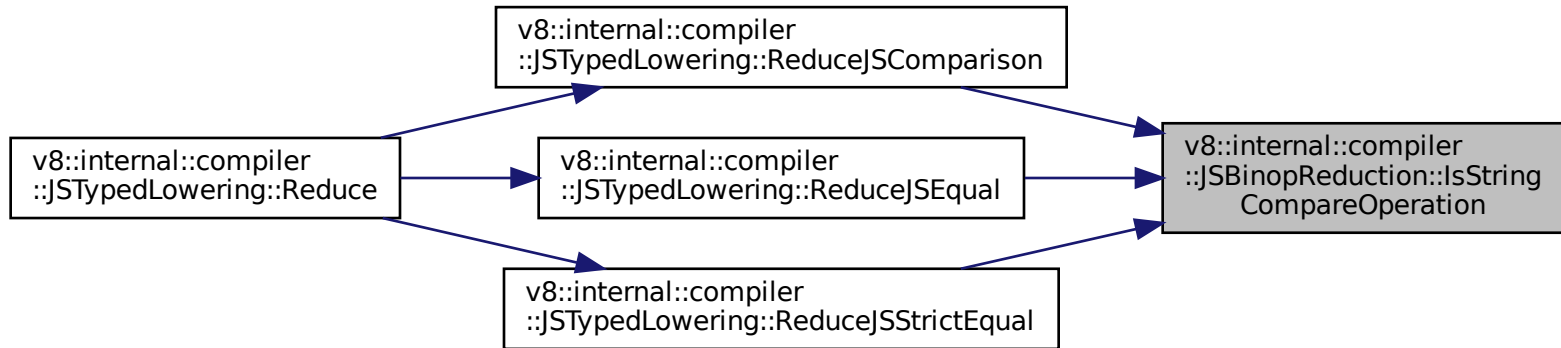 v8::internal::compiler
::JSTypedLowering::ReduceJSComparison
v8::internal::compiler
::JSTypedLowering::Reduce
v8::internal::compiler
::JSTypedLowering::ReduceJSEqual
v8::internal::compiler
::JSTypedLowering::ReduceJSStrictEqual
v8::internal::compiler
::JSBinopReduction::IsString
CompareOperation